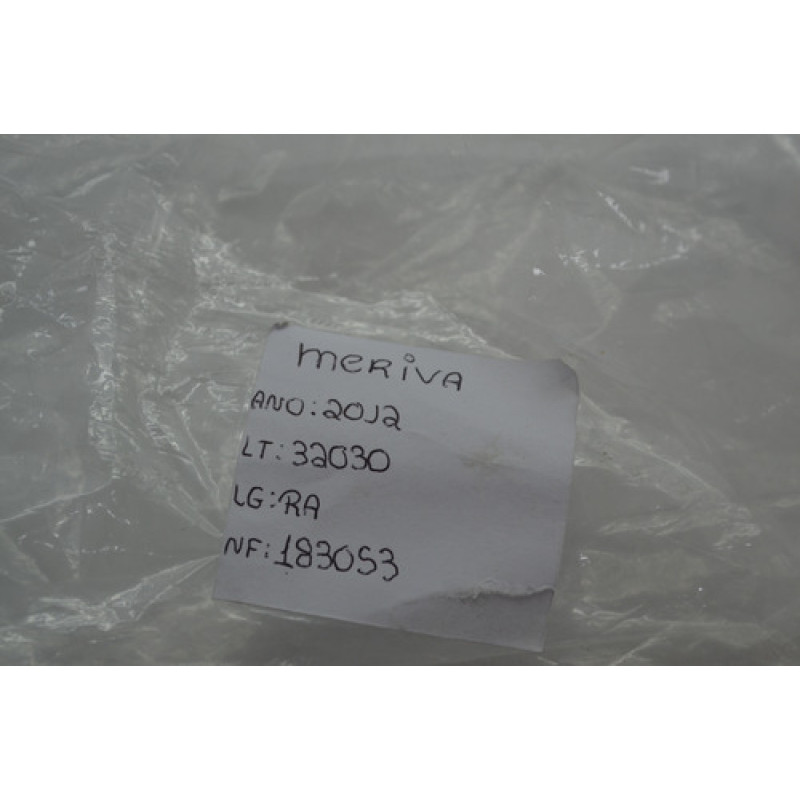 MERiVA
ANO: 2012
LT: 32030
LG: RA
NF: 183053